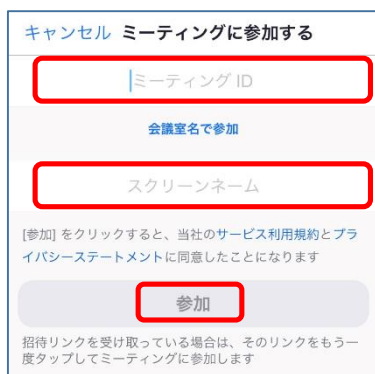 キャンセル ミーティングに参加する
ミーティング ID
会議室名で参加
スクリーンネーム
[参加] をクリックすると、当社のサービス利用規約とプラ
イバシーステートメントに同意したことになります
参加
招待リンクを受け取っている場合は、そのリンクをもう一
度タップしてミーティングに参加します